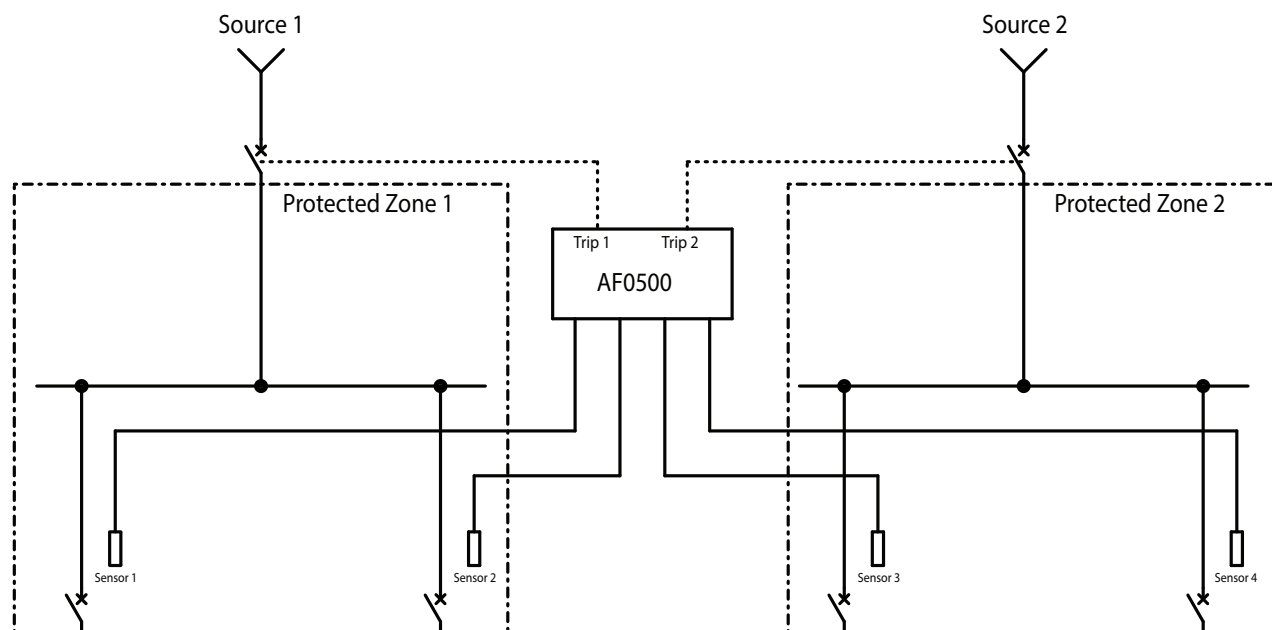 Source 1
Source 2
Protected Zone 1
Protected Zone 2
Trip 1
Trip 2
AF0500
Sensor 1
Sensor 2
Sensor 3
Sensor 4